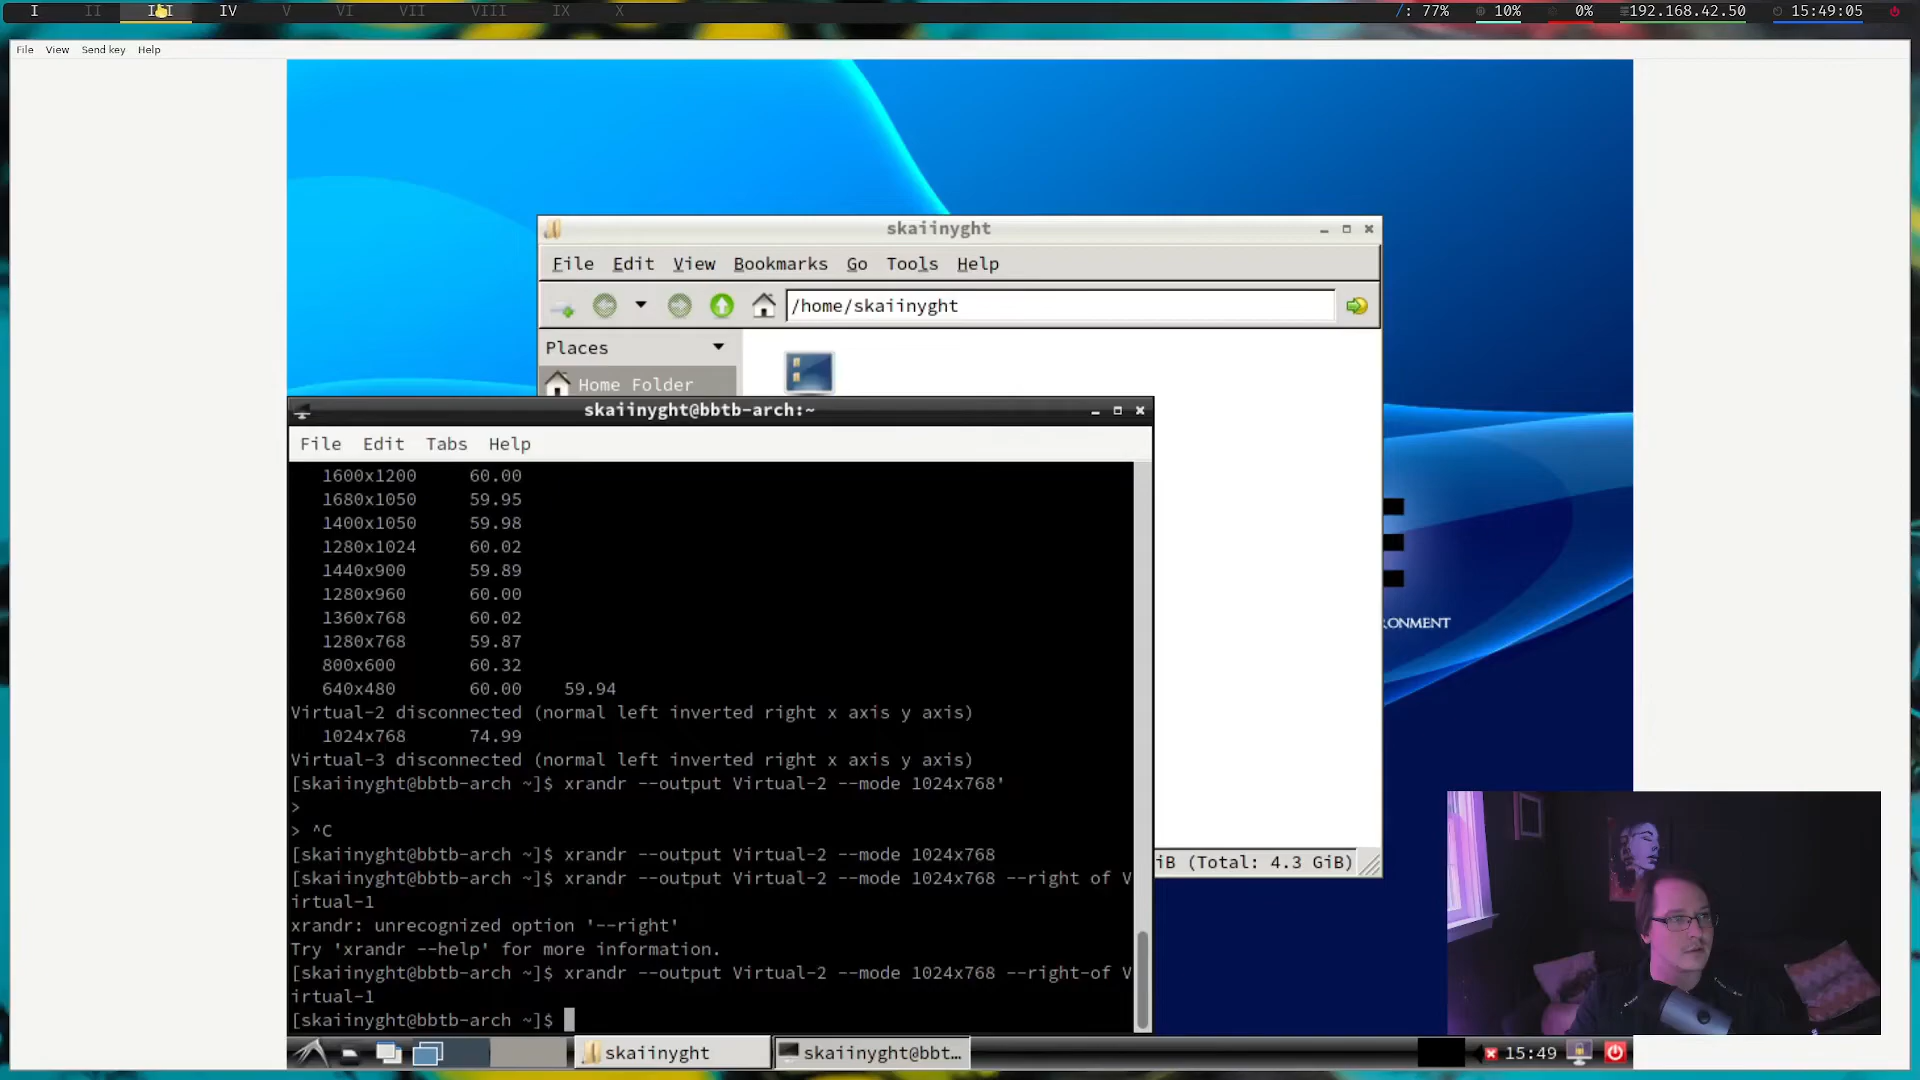 I II III IV V VI VII VIII IX X /: 77% 10% 0% 192.168.42.50 15:49:05
File View Send key Help
skaiinyght
File Edit View Bookmarks Go Tools Help
/home/skaiinyght
Places
Home Folder
skaiinyght@bbtb-arch:~
File Edit Tabs Help
1600x1200 60.00
1680x1050 59.95
1400x1050 59.98
1280x1024 60.02
1440x900 59.89
1280x960 60.00
1360x768 60.02
1280x768 59.87
800x600 60.32
640x480 60.00 59.94
Virtual-2 disconnected (normal left inverted right x axis y axis)
1024x768 74.99
Virtual-3 disconnected (normal left inverted right x axis y axis)
[skaiinyght@bbtb-arch ~]$ xrandr --output Virtual-2 --mode 1024x768'
>
> ^C
[skaiinyght@bbtb-arch ~]$ xrandr --output Virtual-2 --mode 1024x768
[skaiinyght@bbtb-arch ~]$ xrandr --output Virtual-2 --mode 1024x768 --right of V
irtual-1
xrandr: unrecognized option '--right'
Try 'xrandr --help' for more information.
[skaiinyght@bbtb-arch ~]$ xrandr --output Virtual-2 --mode 1024x768 --right-of V
irtual-1
[skaiinyght@bbtb-arch ~]$
iB (Total: 4.3 GiB)
E
RONMENT
skaiinyght skaiinyght@bbt... 15:49